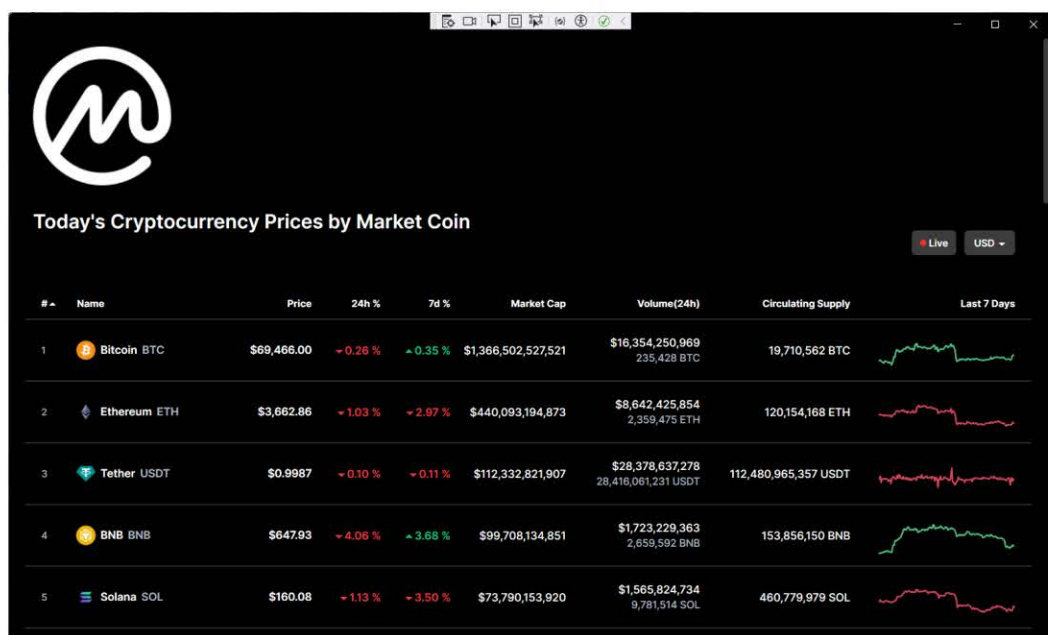 Today's Cryptocurrency Prices by Market Coin
Live USD
# Name Price 24h % 7d % Market Cap Volume(24h) Circulating Supply Last 7 Days
1 Bitcoin BTC $69,466.00 0.26 % 0.35 % $1,366,502,527,521 $16,354,250,969 19,710,562 BTC
235,428 BTC
2 Ethereum ETH $3,662.86 1.03 % 2.97 % $440,093,194,873 $8,642,425,854 120,154,168 ETH
2,359,475 ETH
3 Tether USDT $0.9987 0.10 % 0.11 % $112,332,821,907 $28,378,637,278 112,480,965,357 USDT
28,416,061,231 USDT
4 BNB BNB $647.93 4.06 % 3.68 % $99,708,134,851 $1,723,229,363 153,856,150 BNB
2,659,592 BNB
5 Solana SOL $160.08 1.13 % 3.50 % $73,790,153,920 $1,565,824,734 460,779,979 SOL
9,781,514 SOL